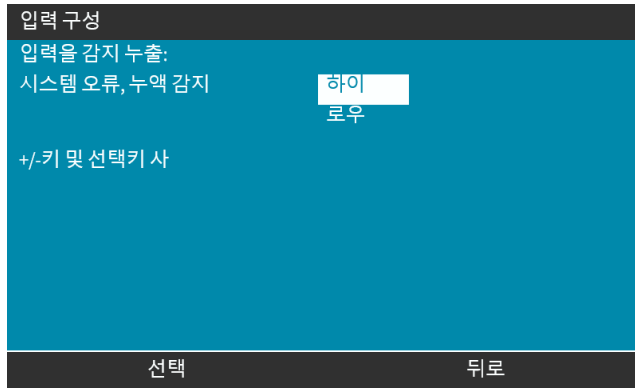 입력 구성
입력을 감지 누출:
시스템 오류, 누액 감지 하이
로우
+/-키 및 선택키 사
선택 뒤로